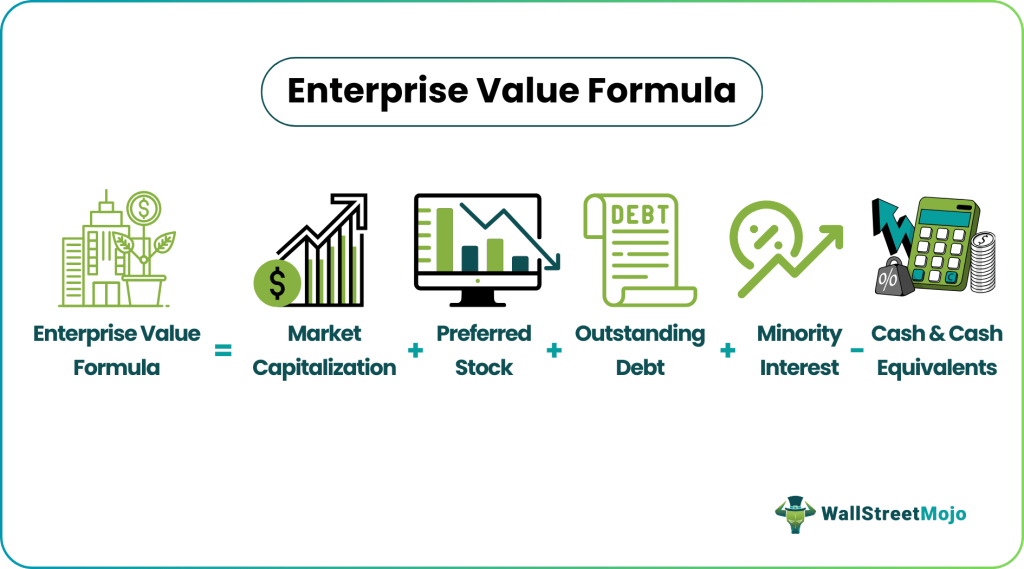 Enterprise Value Formula
$
$
DEBT
%
$
Enterprise Value
Formula
=
Market
Capitalization
+
Preferred
Stock
+
Outstanding
Debt
+
Minority
Interest
-
Cash & Cash
Equivalents
WallStreetMojo